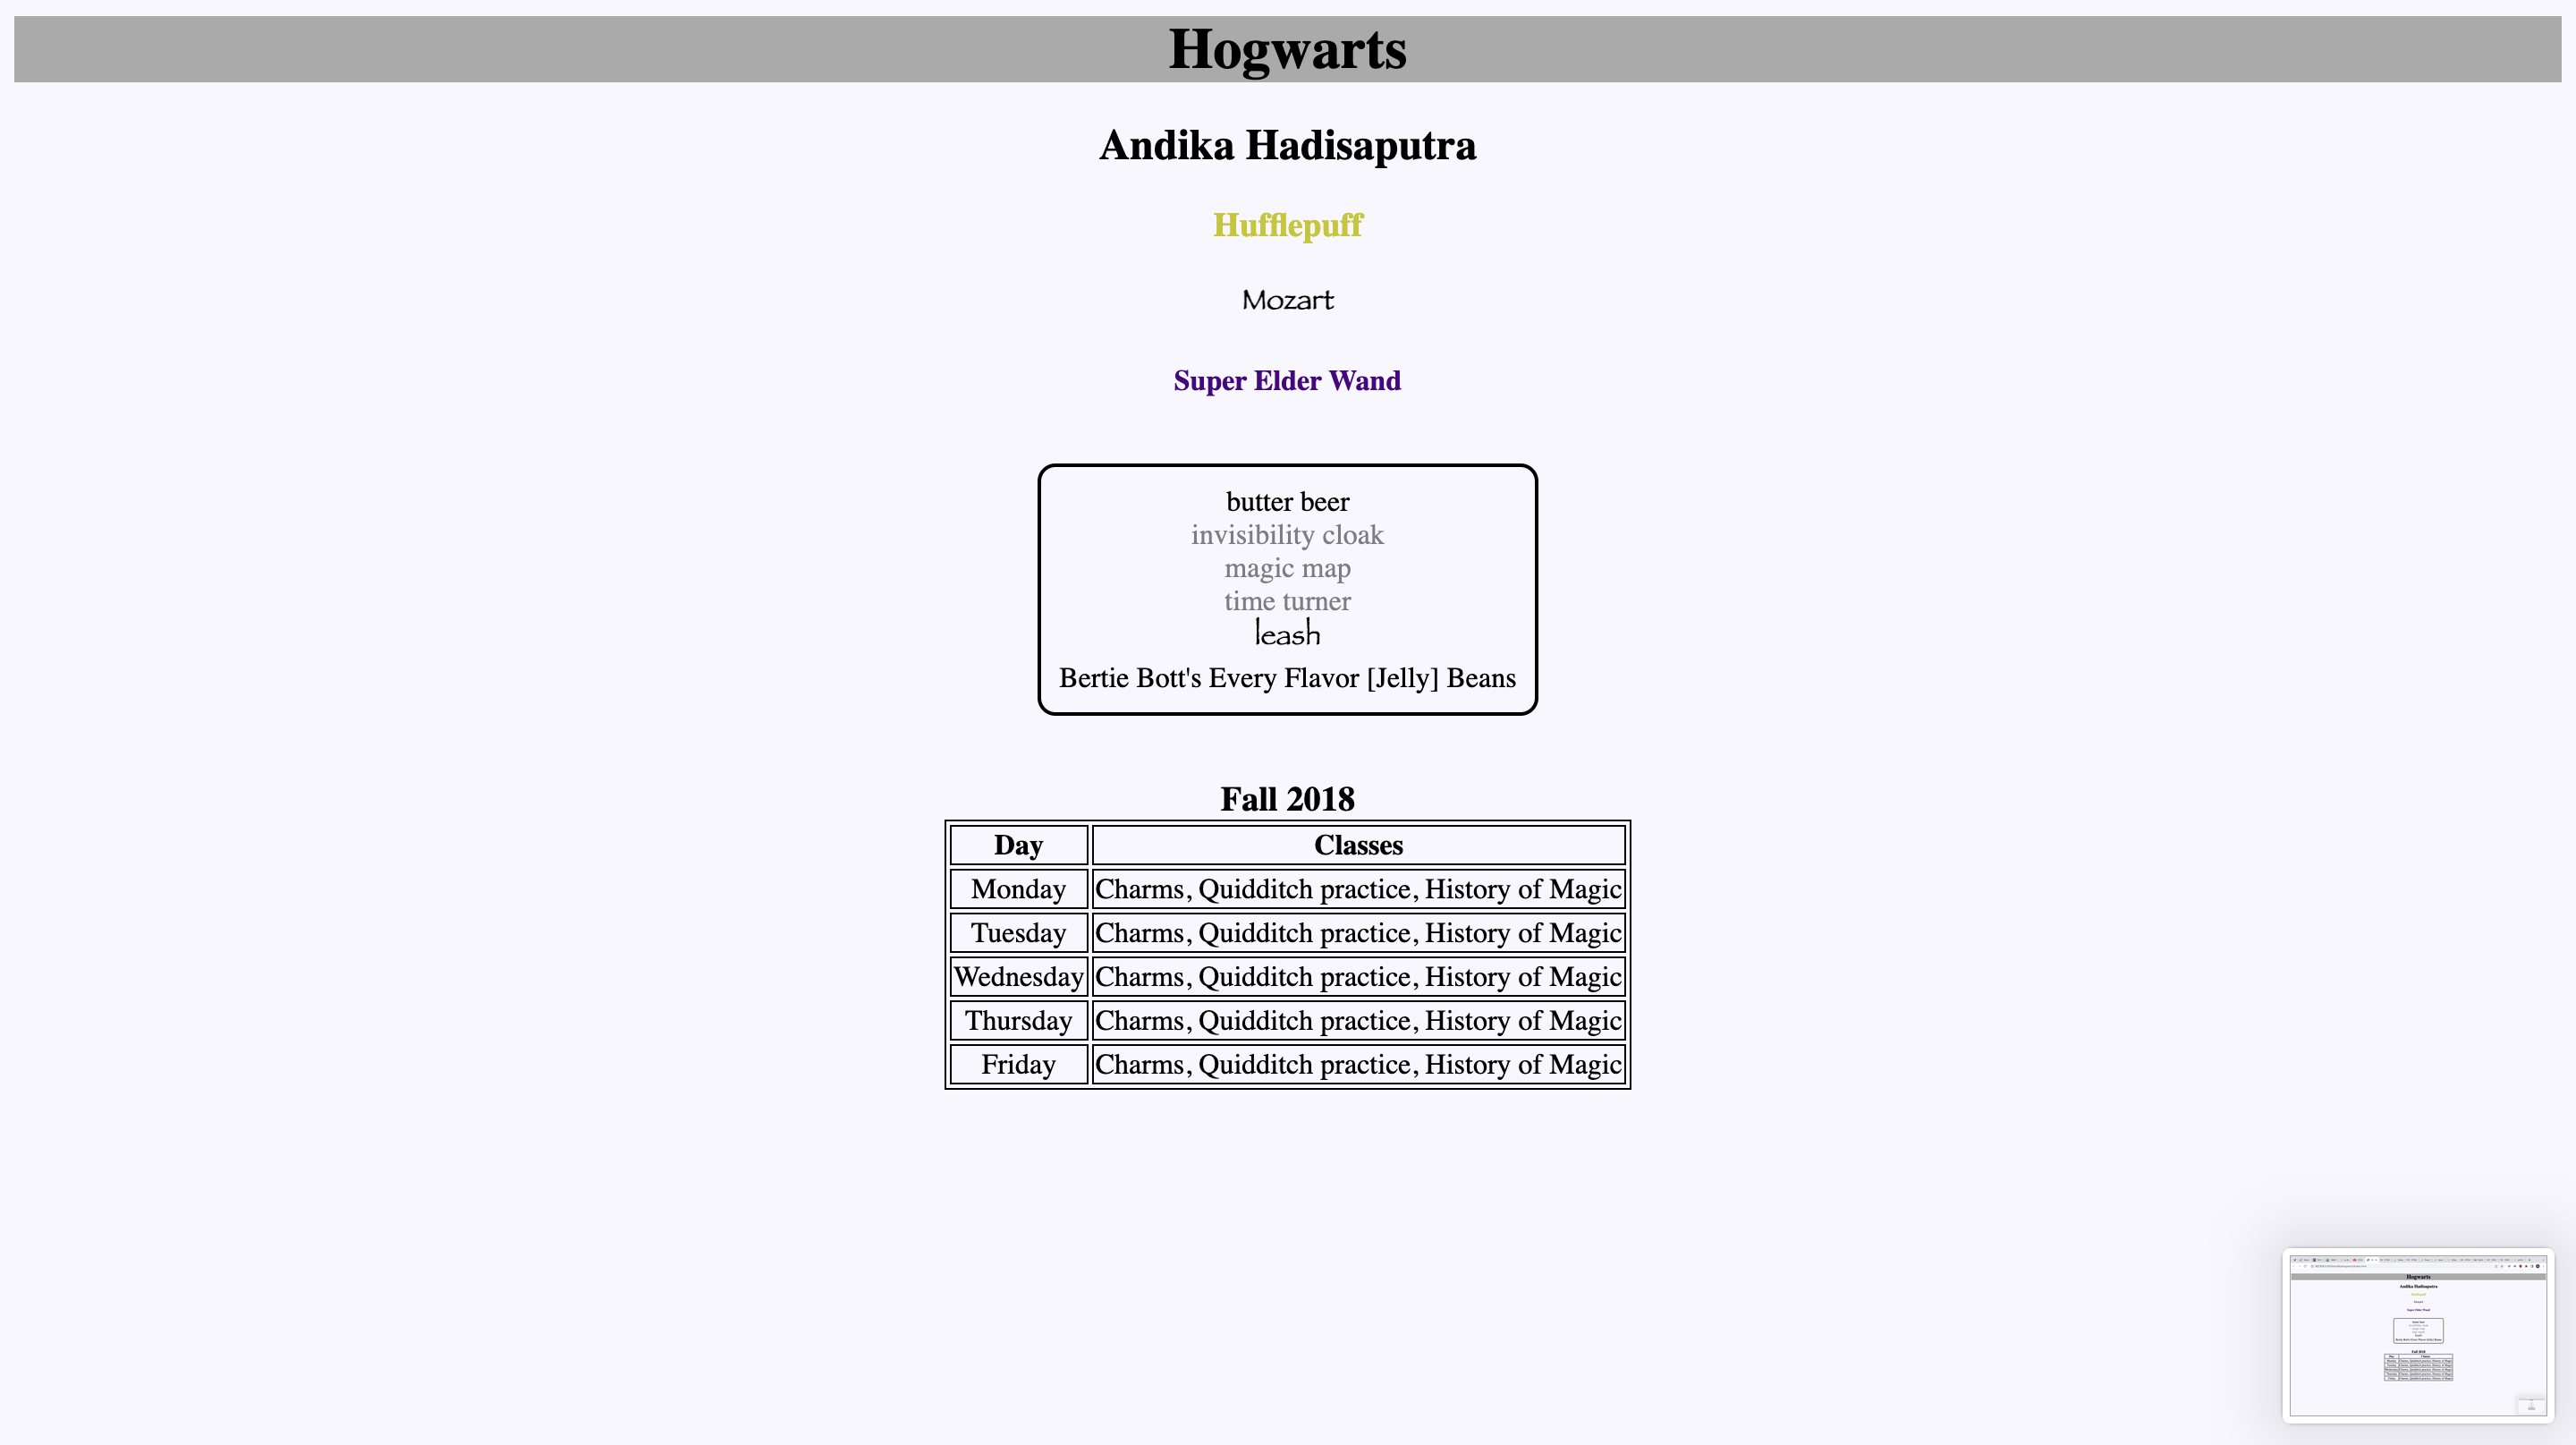 Hogwarts
Andika Hadisaputra
Hufflepuff
Mozart
Super Elder Wand
butter beer
invisibility cloak
magic map
time turner
leash
Bertie Bott's Every Flavor [Jelly] Beans
Fall 2018
Day Classes
Monday Charms, Quidditch practice, History of Magic
Tuesday Charms, Quidditch practice, History of Magic
Wednesday Charms, Quidditch practice, History of Magic
Thursday Charms, Quidditch practice, History of Magic
Friday Charms, Quidditch practice, History of Magic
Hogwarts
Andika Hadisaputra